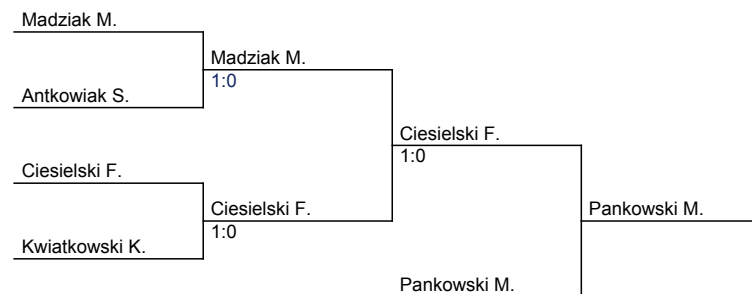 Madziak M.
Madziak M.
1:0
Antkowiak S.
Ciesielski F.
1:0
Ciesielski F.
Ciesielski F.
Pankowski M.
1:0
Kwiatkowski K.
Pankowski M.